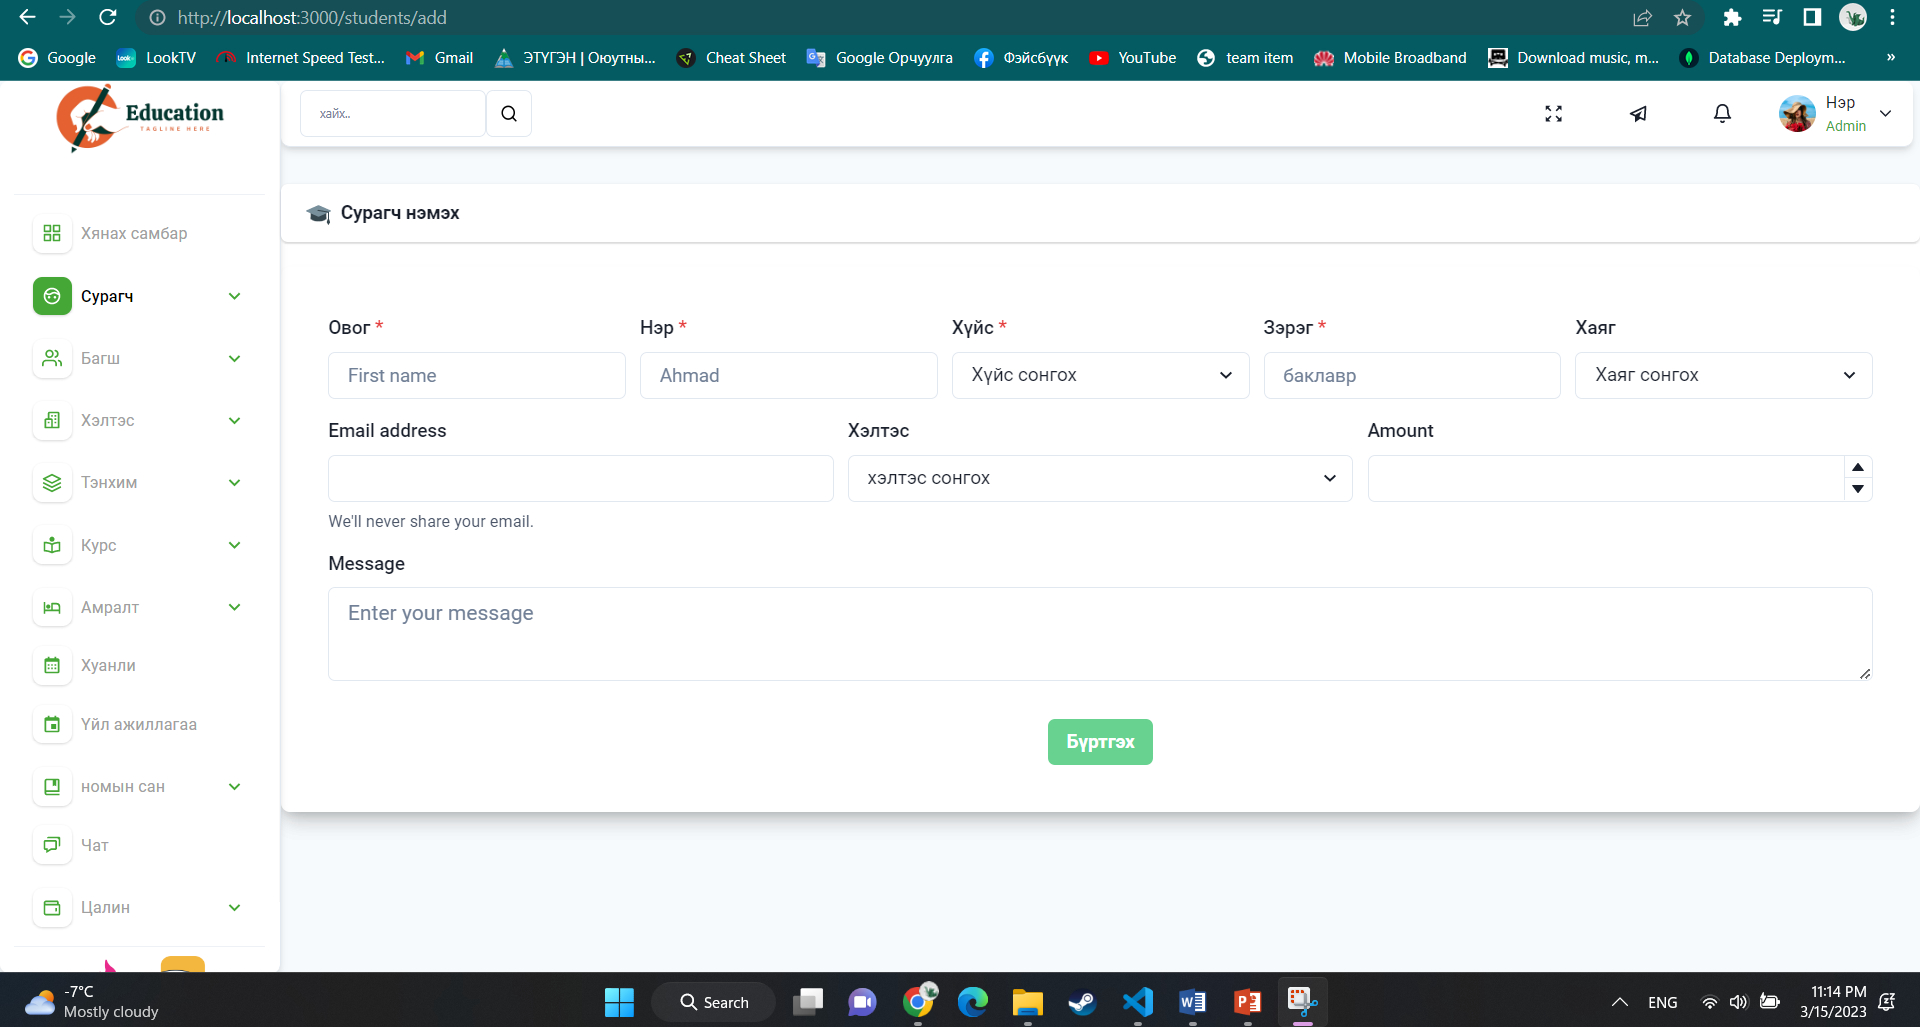 http://localhost:3000/students/add
Google LookTV Internet Speed Test... Gmail ЭТҮГЭН | Оюутны... Cheat Sheet Google Орчуулга Фэйсбүүк YouTube team item Mobile Broadband Download music, m... Database Deploym... »
Education
TAGLINE HERE
хайх..
Нэр
Admin
Сурагч нэмэх
Хянах самбар
Сурагч
Багш
Хэлтэс
Тэнхим
Курс
Амралт
Хуанли
Үйл ажиллагаа
номын сан
Чат
Цалин
Овог * Нэр * Хүйс * Зэрэг * Хаяг
First name Ahmad Хүйс сонгох баклавр Хаяг сонгох
Email address Хэлтэс Amount
хэлтэс сонгох
We'll never share your email.
Message
Enter your message
Бүртгэх
-7°C
Mostly cloudy
Search
ENG
11:14 PM
3/15/2023